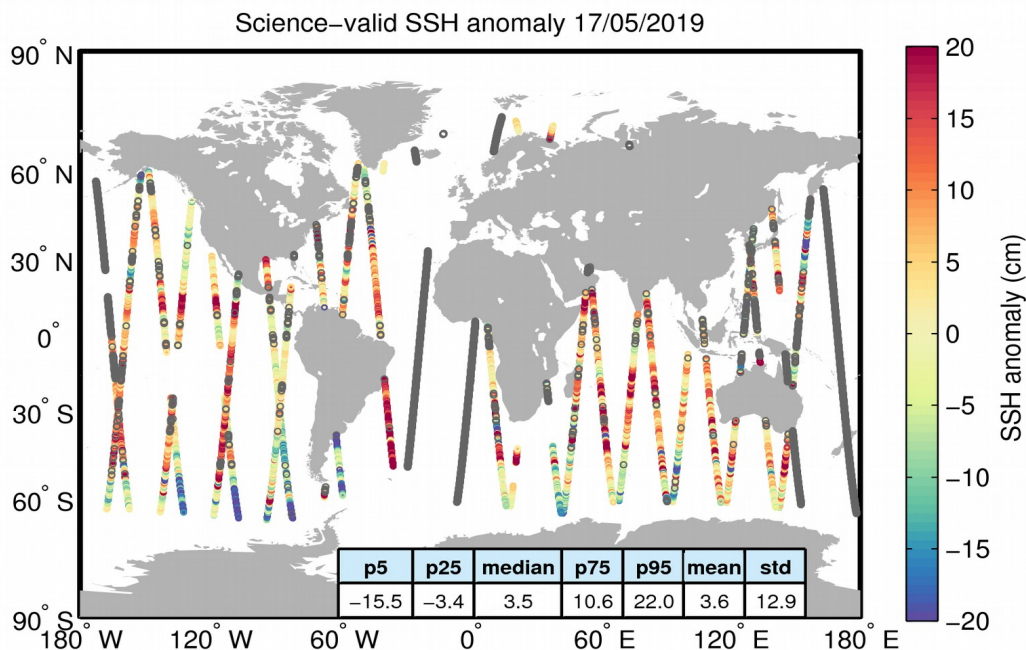 Science−valid SSH anomaly 17/05/2019
90° N
60° N
30° N
0°
30° S
60° S
90° S
180° W
120° W
60° W
0°
60° E
120° E
180° E
p5 p25 median p75 p95 mean std
−15.5 −3.4 3.5 10.6 22.0 3.6 12.9
20
15
10
5
0
−5
−10
−15
−20
SSH anomaly (cm)